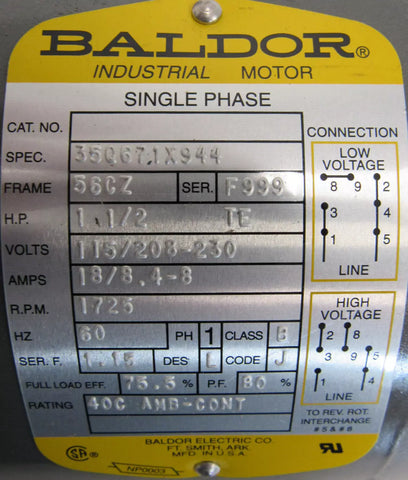 BALDOR®
INDUSTRIAL MOTOR
SINGLE PHASE
CAT. NO.
SPEC. 35Q671X944
FRAME 56CZ SER. F999
H.P. 1 1/2 TE
VOLTS 115/208-230
AMPS 18/8.4-8
R.P.M. 1725
HZ 60 PH 1 CLASS B
SER. F. 1.15 DES L CODE J
FULL LOAD EFF. 75.5 % P.F. 80 %
RATING 40C AMB-CONT
CONNECTION
LOW
VOLTAGE
8 9 2
3 4
1 5
LINE
HIGH
VOLTAGE
2 8
3 9 5
1 4
LINE
TO REV. ROT.
INTERCHANGE
#5 & #8
BALDOR ELECTRIC CO.
FT. SMITH, ARK.
MFD. IN U.S.A.
NP0003